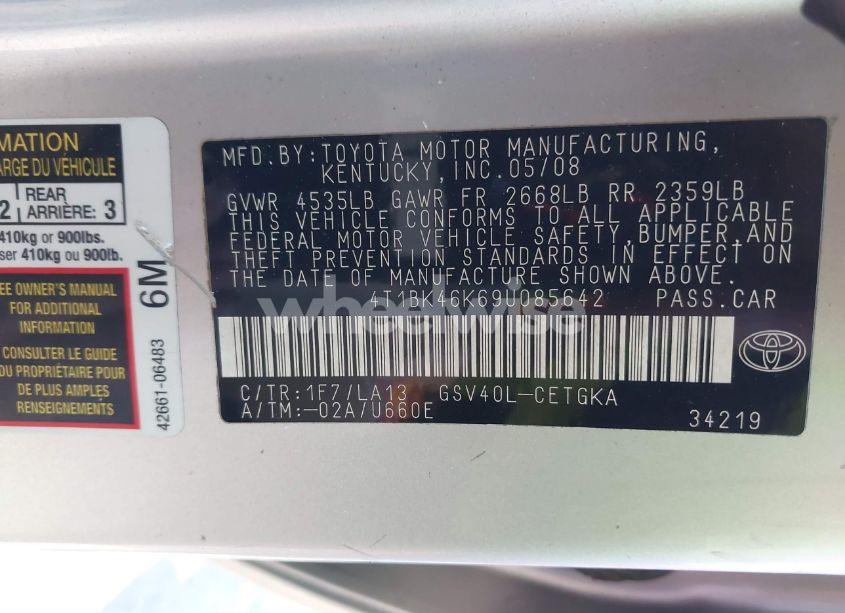 MATION
ARGE DU VÉHICULE
2 REAR
ARRIÈRE: 3
410kg or 900lbs.
ser 410kg ou 900lb.
EE OWNER'S MANUAL
FOR ADDITIONAL
INFORMATION
CONSULTER LE GUIDE
DU PROPRIÉTAIRE POUR
DE PLUS AMPLES
RENSEIGNEMENTS
42661-06483 6M
MFD.BY:TOYOTA MOTOR MANUFACTURING,
KENTUCKY,INC.05/08
GVWR 4535LB GAWR FR 2668LB RR 2359LB
THIS VEHICLE CONFORMS TO ALL APPLICABLE
FEDERAL MOTOR VEHICLE SAFETY,BUMPER,AND
THEFT PREVENTION STANDARDS IN EFFECT ON
THE DATE OF MANUFACTURE SHOWN ABOVE.
4T1BK46K69U085642 PASS.CAR
wheelwise
C/TR:1F7/LA13 GSV40L-CETGKA
A/TM:-02A/U660E
34219